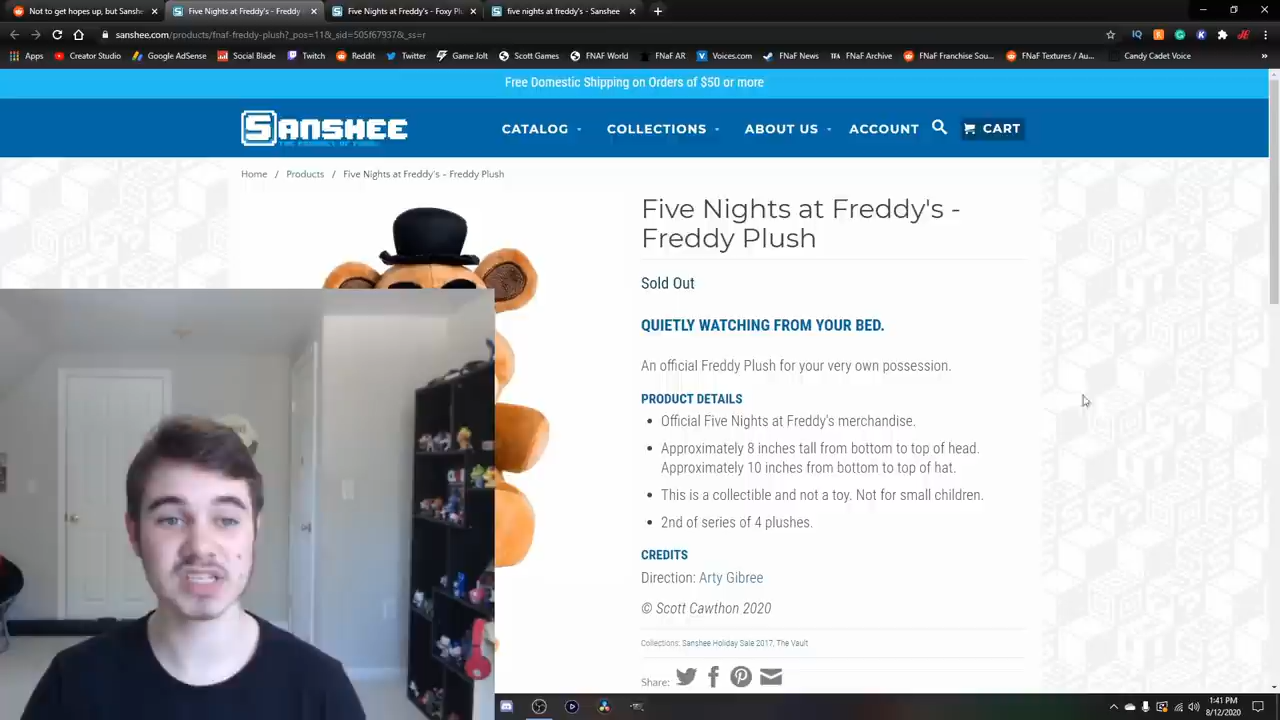 Not to get hopes up, but Sanshee
Five Nights at Freddy's - Freddy
Five Nights at Freddy's - Foxy Plu
five nights at freddy's - Sanshee
sanshee.com/products/fnaf-freddy-plush?_pos=11&_sid=505f67937&_ss=r
Apps
Creator Studio
Google AdSense
Social Blade
Twitch
Reddit
Twitter
Game Jolt
Scott Games
FNaF World
FNaF AR
Voices.com
FNaF News
FNAF Archive
FNaF Franchise Sou...
FNaF Textures / Au...
Candy Cadet Voice
Free Domestic Shipping on Orders of $50 or more
SANSHEE
CATALOG
COLLECTIONS
ABOUT US
ACCOUNT
CART
Home / Products / Five Nights at Freddy's - Freddy Plush
Five Nights at Freddy's -
Freddy Plush
Sold Out
QUIETLY WATCHING FROM YOUR BED.
An official Freddy Plush for your very own possession.
PRODUCT DETAILS
• Official Five Nights at Freddy's merchandise.
• Approximately 8 inches tall from bottom to top of head.
Approximately 10 inches from bottom to top of hat.
• This is a collectible and not a toy. Not for small children.
• 2nd of series of 4 plushes.
CREDITS
Direction: Arty Gibree
© Scott Cawthon 2020
Collections: Sanshee Holiday Sale 2017, The Vault
Share:
1:41 PM
8/12/2020